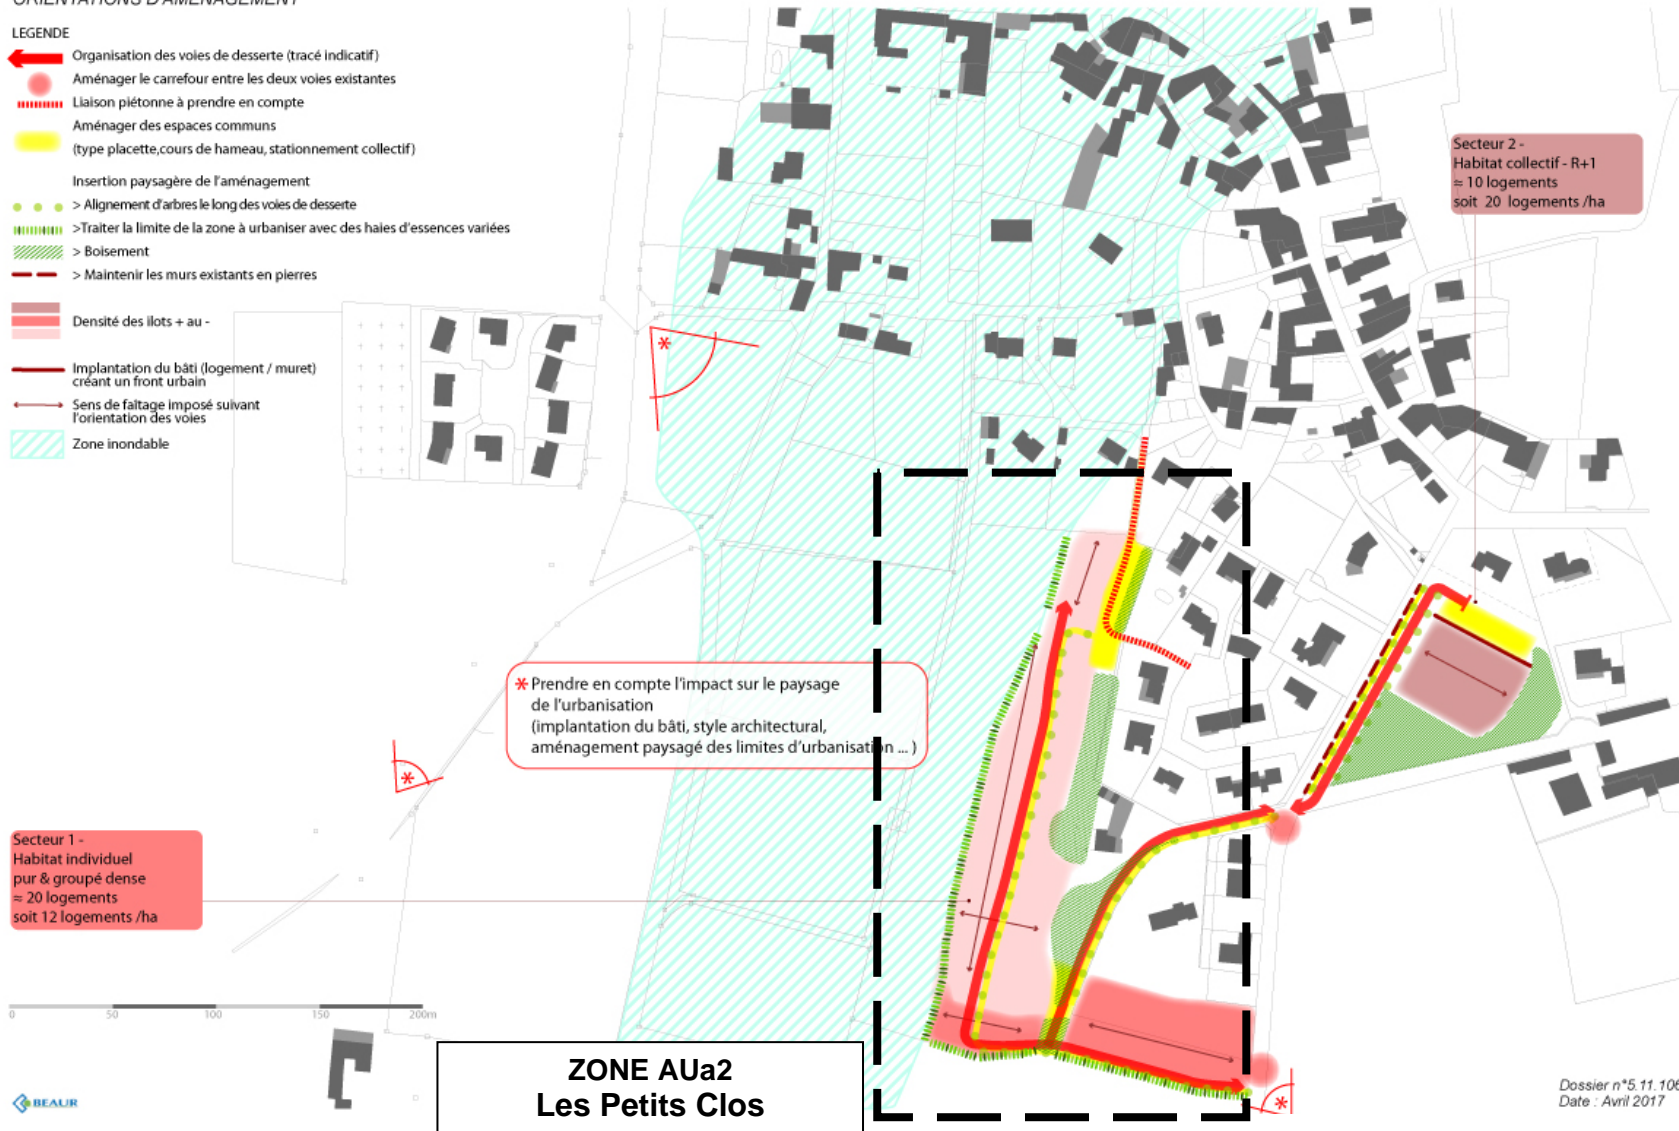 ORIENTATIONS D'AMENAGEMENT
LEGENDE
Organisation des voies de desserte (tracé indicatif)
Aménager le carrefour entre les deux voies existantes
Liaison piétonne à prendre en compte
Aménager des espaces communs
(type placette,cours de hameau, stationnement collectif)
Insertion paysagère de l'aménagement
> Alignement d'arbres le long des voies de desserte
>Traiter la limite de la zone à urbaniser avec des haies d'essences variées
> Boisement
> Maintenir les murs existants en pierres
Densité des ilots + au -
Implantation du bâti (logement / muret)
créant un front urbain
Sens de faîtage imposé suivant
l'orientation des voies
Zone inondable
Secteur 2 -
Habitat collectif - R+1
≈ 10 logements
soit 20 logements /ha
*
* Prendre en compte l'impact sur le paysage
de l'urbanisation
(implantation du bâti, style architectural,
aménagement paysagé des limites d'urbanisation ... )
*
Secteur 1 -
Habitat individuel
pur & groupé dense
≈ 20 logements
soit 12 logements /ha
0 50 100 150 200m
ZONE AUa2
Les Petits Clos
*
BEAUR
Dossier n°5.11.106
Date : Avril 2017